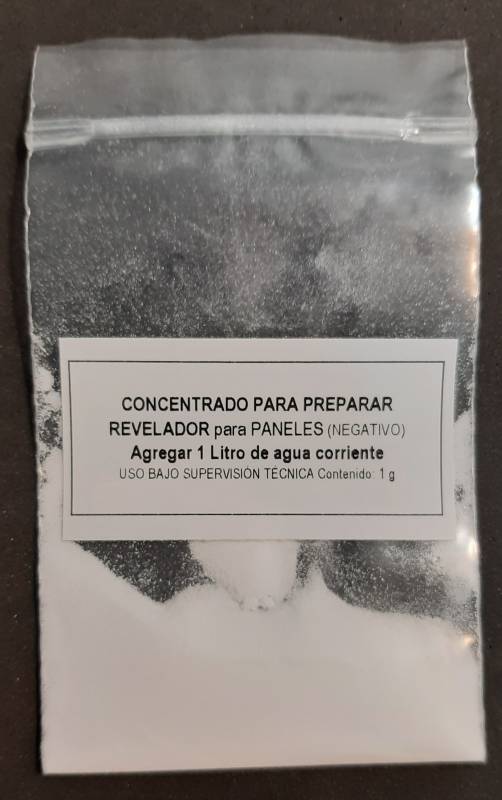 CONCENTRADO PARA PREPARAR
REVELADOR para PANELES (NEGATIVO)
Agregar 1 Litro de agua corriente
USO BAJO SUPERVISIÓN TÉCNICA Contenido: 1 g